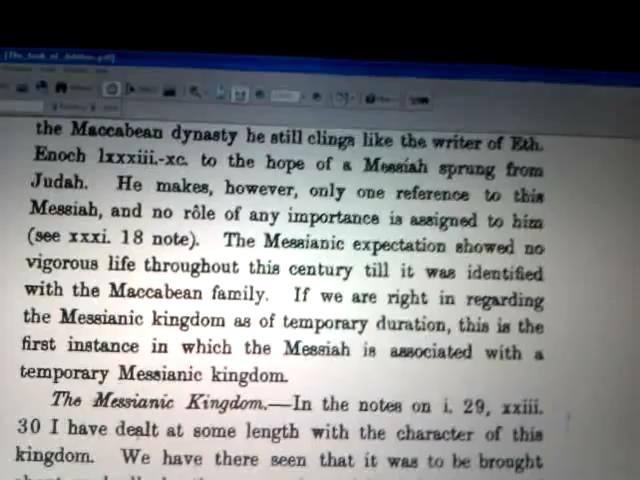 the Maccabean dynasty he still clings like the writer of Eth.
Enoch lxxxiii.-xc. to the hope of a Messiah sprung from
Judah. He makes, however, only one reference to this
Messiah, and no rôle of any importance is assigned to him
(see xxxi. 18 note). The Messianic expectation showed no
vigorous life throughout this century till it was identified
with the Maccabean family. If we are right in regarding
the Messianic kingdom as of temporary duration, this is the
first instance in which the Messiah is associated with a
temporary Messianic kingdom.
The Messianic Kingdom.—In the notes on i. 29, xxiii.
30 I have dealt at some length with the character of this
kingdom. We have there seen that it was to be brought